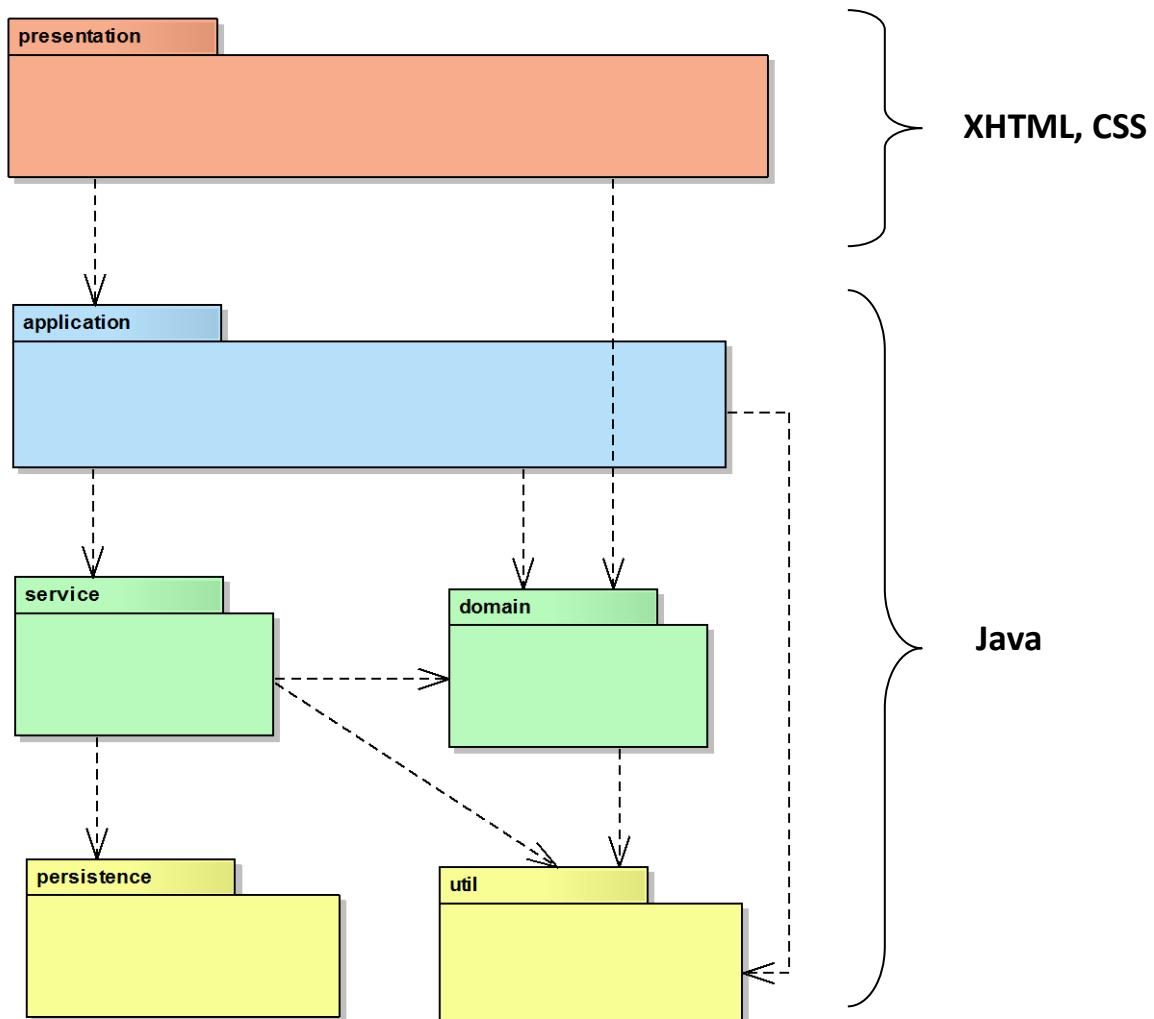 presentation
XHTML, CSS
application
service
domain
Java
persistence
util